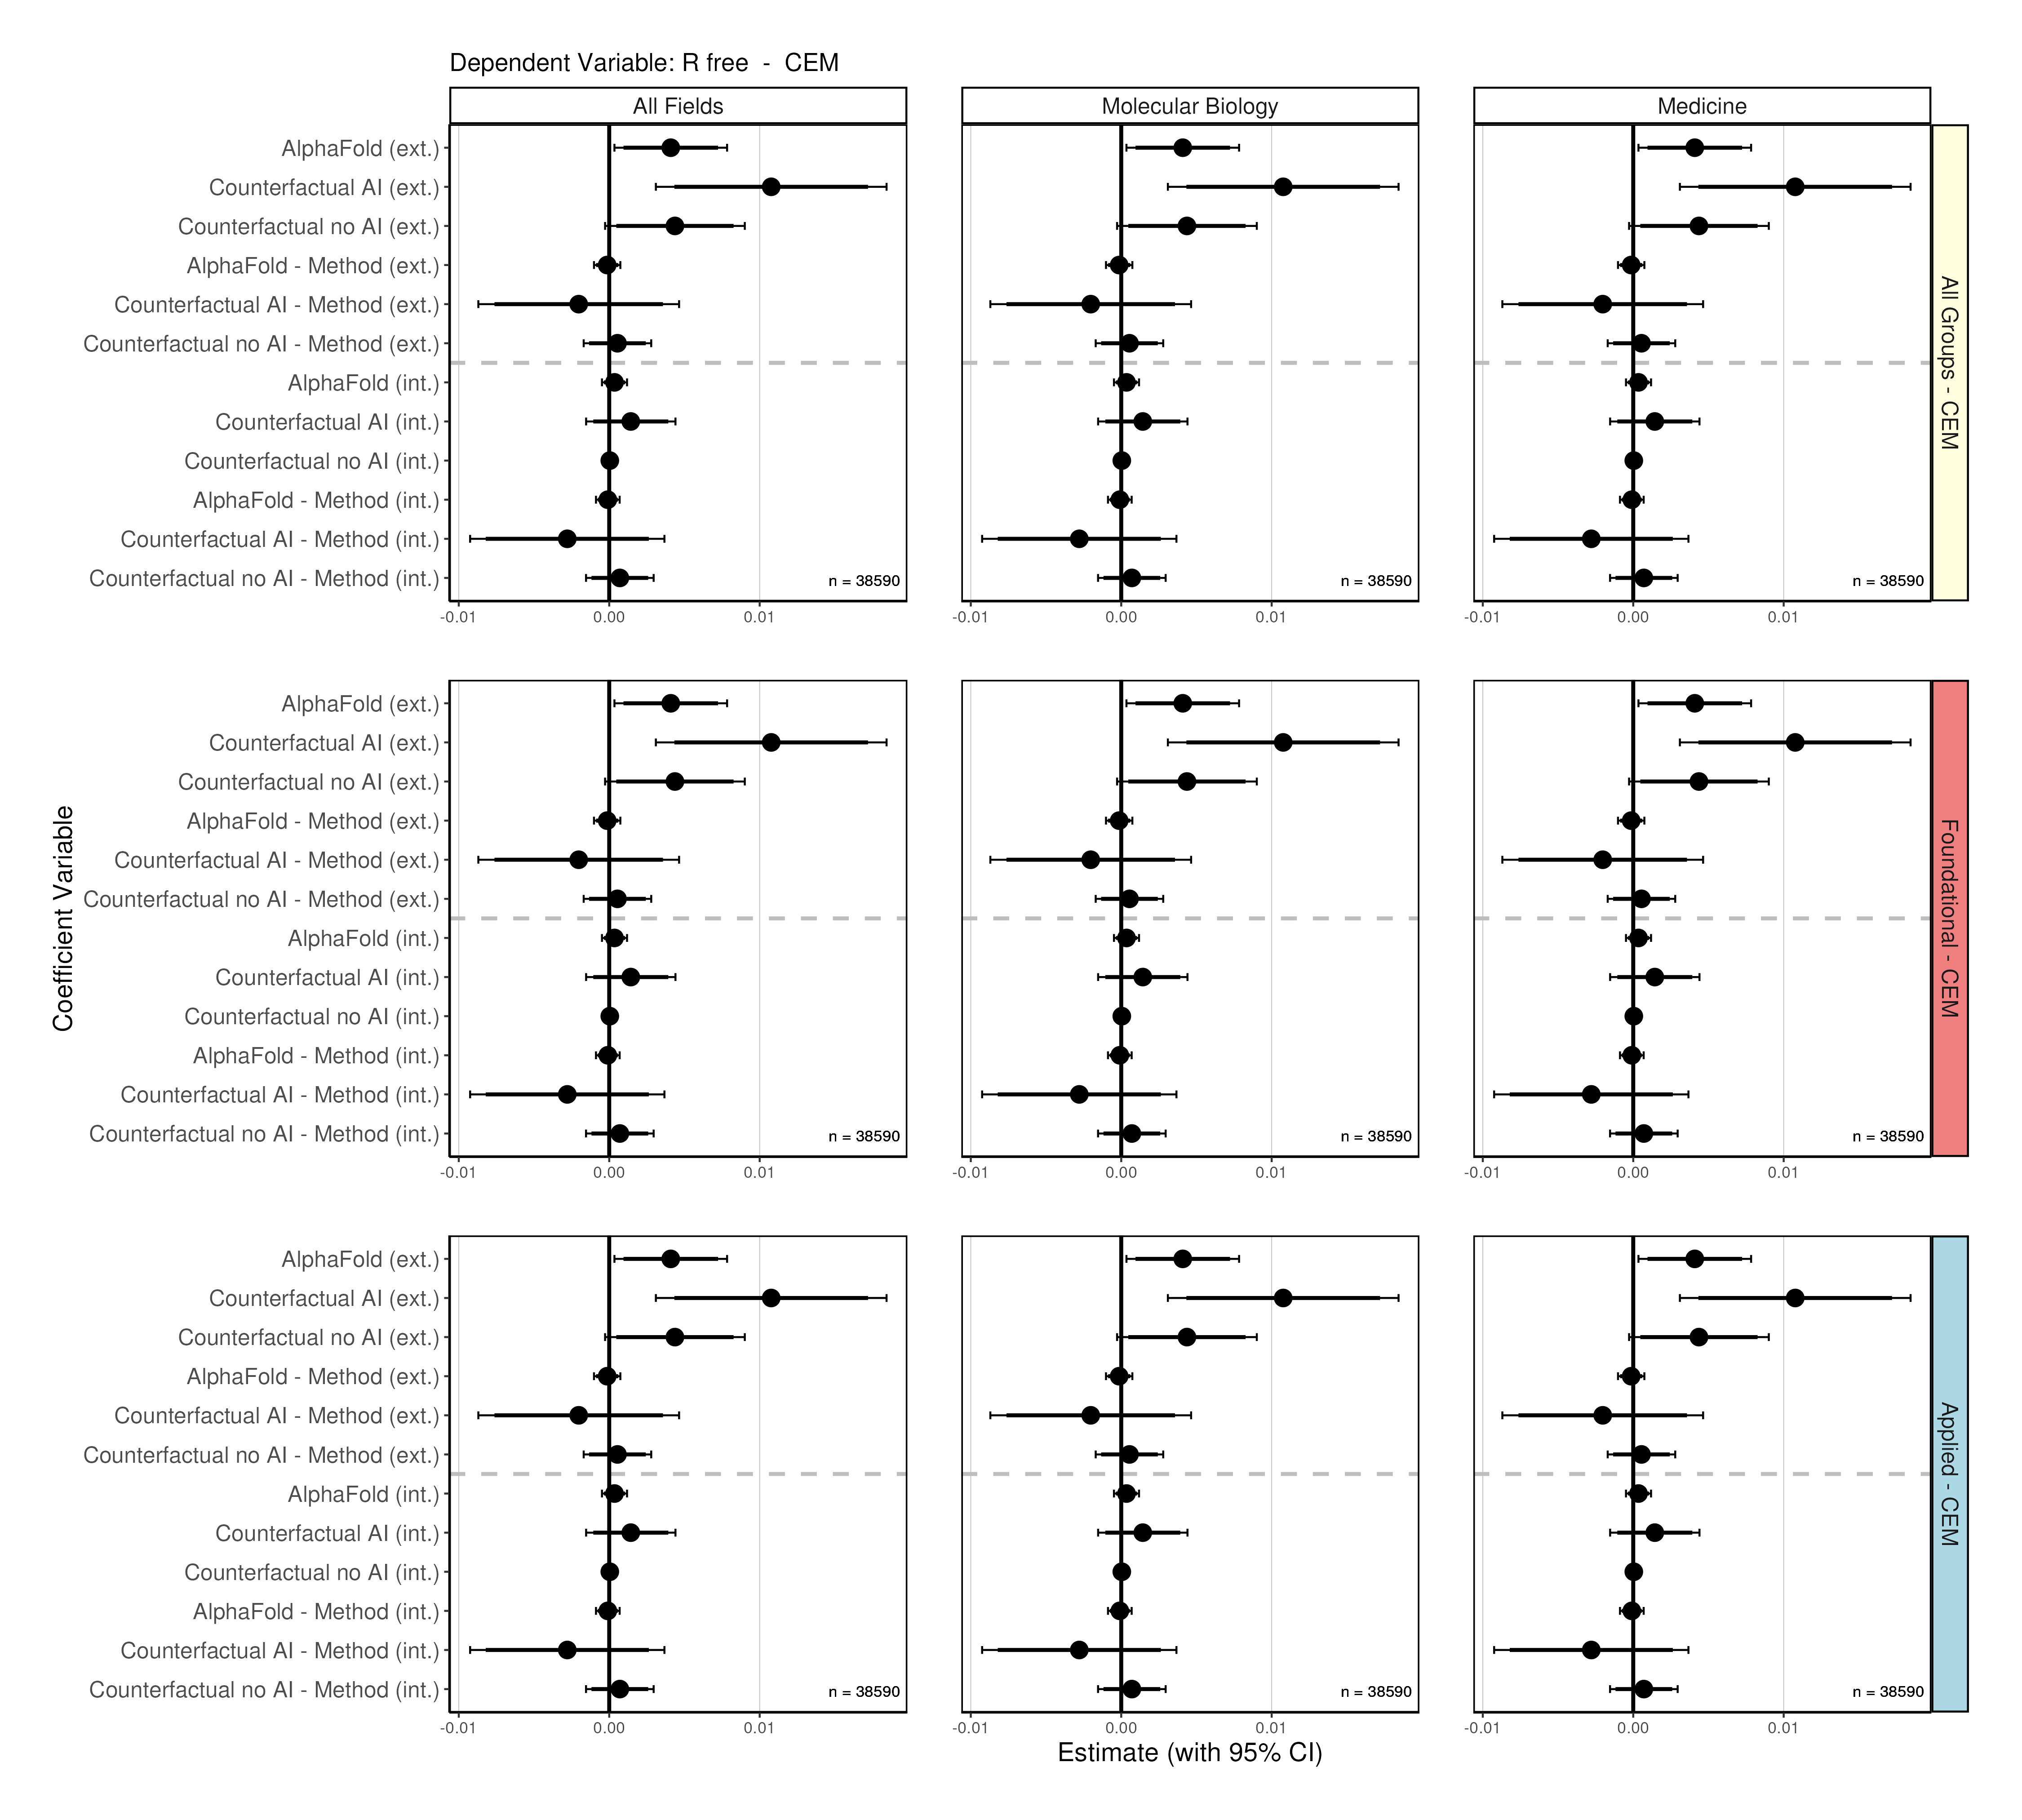 Dependent Variable: R free - CEM
All Fields
Molecular Biology
Medicine
AlphaFold (ext.)
Counterfactual AI (ext.)
Counterfactual no AI (ext.)
AlphaFold - Method (ext.)
Counterfactual AI - Method (ext.)
Counterfactual no AI - Method (ext.)
AlphaFold (int.)
Counterfactual AI (int.)
Counterfactual no AI (int.)
AlphaFold - Method (int.)
Counterfactual AI - Method (int.)
Counterfactual no AI - Method (int.)
n = 38590
n = 38590
n = 38590
-0.01 0.00 0.01
-0.01 0.00 0.01
-0.01 0.00 0.01
All Groups - CEM
Coefficient Variable
AlphaFold (ext.)
Counterfactual AI (ext.)
Counterfactual no AI (ext.)
AlphaFold - Method (ext.)
Counterfactual AI - Method (ext.)
Counterfactual no AI - Method (ext.)
AlphaFold (int.)
Counterfactual AI (int.)
Counterfactual no AI (int.)
AlphaFold - Method (int.)
Counterfactual AI - Method (int.)
Counterfactual no AI - Method (int.)
n = 38590
n = 38590
n = 38590
-0.01 0.00 0.01
-0.01 0.00 0.01
-0.01 0.00 0.01
Foundational - CEM
AlphaFold (ext.)
Counterfactual AI (ext.)
Counterfactual no AI (ext.)
AlphaFold - Method (ext.)
Counterfactual AI - Method (ext.)
Counterfactual no AI - Method (ext.)
AlphaFold (int.)
Counterfactual AI (int.)
Counterfactual no AI (int.)
AlphaFold - Method (int.)
Counterfactual AI - Method (int.)
Counterfactual no AI - Method (int.)
n = 38590
n = 38590
n = 38590
-0.01 0.00 0.01
-0.01 0.00 0.01
-0.01 0.00 0.01
Applied - CEM
Estimate (with 95% CI)